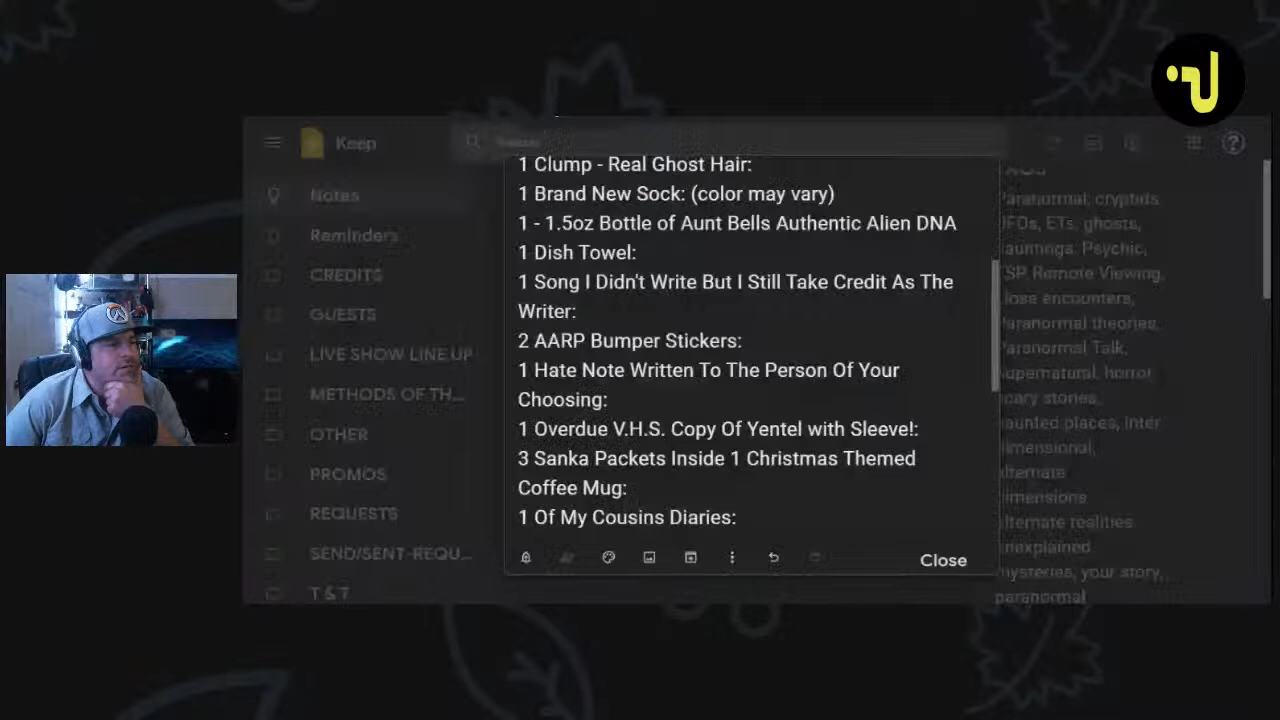 Keep
Notes
Reminders
CREDITS
GUESTS
LIVE SHOW LINE UP
METHODS OF TH...
OTHER
PROMOS
REQUESTS
SEND/SENT-REQU...
T & T
1 Clump - Real Ghost Hair:
1 Brand New Sock: (color may vary)
1 - 1.5oz Bottle of Aunt Bells Authentic Alien DNA
1 Dish Towel:
1 Song I Didn't Write But I Still Take Credit As The
Writer:
2 AARP Bumper Stickers:
1 Hate Note Written To The Person Of Your
Choosing:
1 Overdue V.H.S. Copy Of Yentel with Sleeve!:
3 Sanka Packets Inside 1 Christmas Themed
Coffee Mug:
1 Of My Cousins Diaries:
Close
Paranormal, cryptids
UFOs, ETs, ghosts,
Psychic,
ESP Remote Viewing,
close encounters,
Paranormal theories,
Paranormal Talk,
supernatural, horror
scary stories,
haunted places, inter
dimensional,
alternate
dimensions
alternate realities
unexplained
mysteries, your story,
paranormal